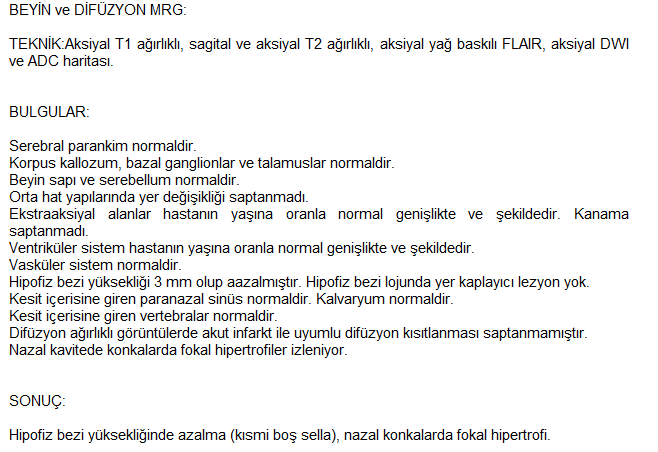 BEYİN ve DİFÜZYON MRG:
TEKNİK:Aksiyal T1 ağırlıklı, sagital ve aksiyal T2 ağırlıklı, aksiyal yağ baskılı FLAIR, aksiyal DWI
ve ADC haritası.
BULGULAR:
Serebral parankim normaldir.
Korpus kallozum, bazal ganglionlar ve talamuslar normaldir.
Beyin sapı ve serebellum normaldir.
Orta hat yapılarında yer değişikliği saptanmadı.
Ekstraaksiyal alanlar hastanın yaşına oranla normal genişlikte ve şekildedir. Kanama
saptanmadı.
Ventriküler sistem hastanın yaşına oranla normal genişlikte ve şekildedir.
Vasküler sistem normaldir.
Hipofiz bezi yüksekliği 3 mm olup aazalmıştır. Hipofiz bezi lojunda yer kaplayıcı lezyon yok.
Kesit içerisine giren paranazal sinüs normaldir. Kalvaryum normaldir.
Kesit içerisine giren vertebralar normaldir.
Difüzyon ağırlıklı görüntülerde akut infarkt ile uyumlu difüzyon kısıtlanması saptanmamıştır.
Nazal kavitede konkalarda fokal hipertrofiler izleniyor.
SONUÇ:
Hipofiz bezi yüksekliğinde azalma (kısmi boş sella), nazal konkalarda fokal hipertrofi.